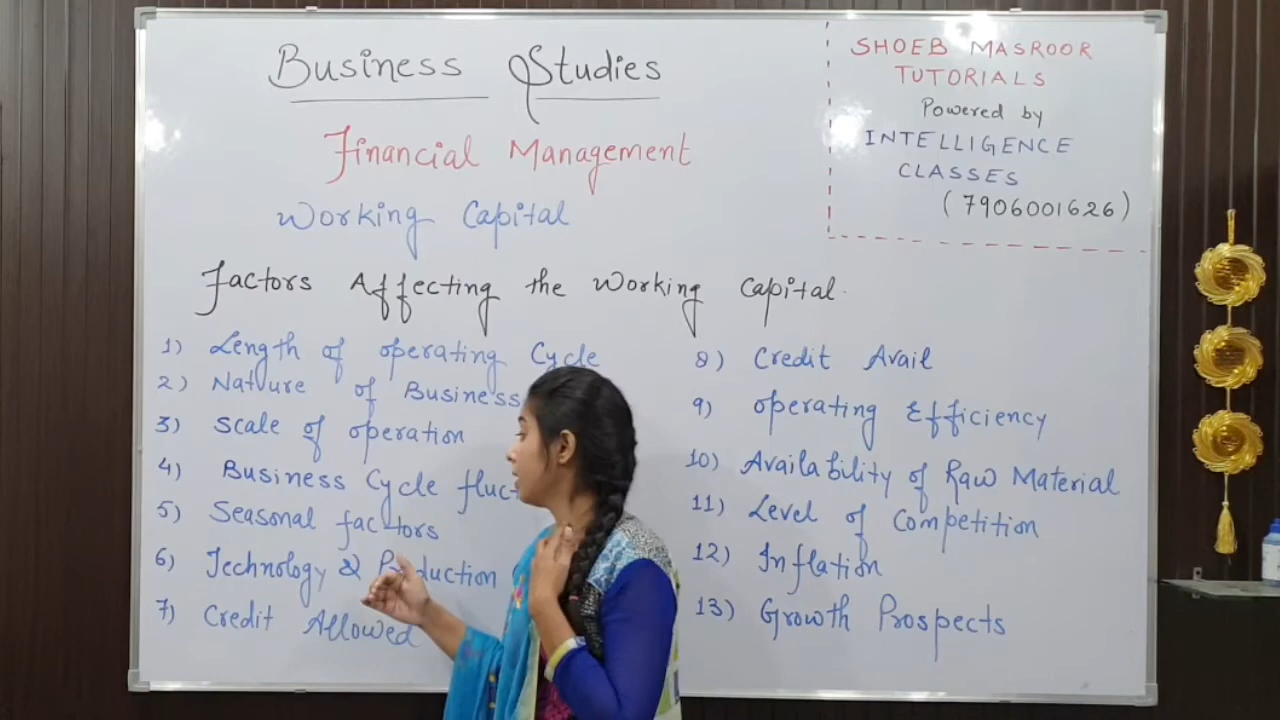 Business Studies
Financial Management
Working Capital
Factors Affecting the Working Capital
1) Length of operating Cycle
2) Nature of Business
3) Scale of operation
4) Business Cycle
5) Seasonal factors
6) Technology & Production
7) Credit Allowed
8) Credit Avail
9) Operating Efficiency
10) Availability of Raw Material
11) Level of Competition
12) Inflation
13) Growth Prospects
SHOEB MASROOR
TUTORIALS
Powered by
INTELLIGENCE
CLASSES
(7906001626)